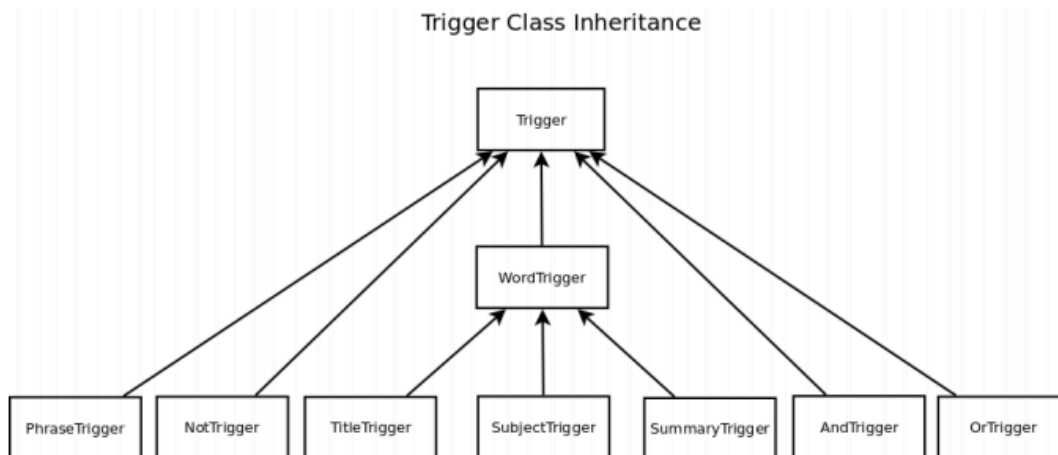 Trigger Class Inheritance
Trigger
WordTrigger
PhraseTrigger
NotTrigger
TitleTrigger
SubjectTrigger
SummaryTrigger
AndTrigger
OrTrigger